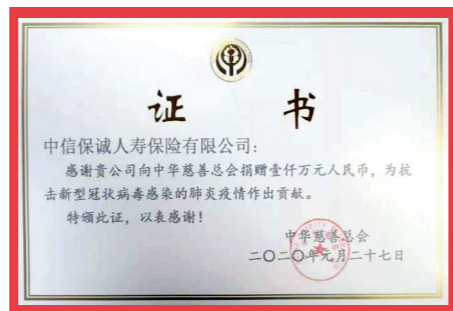 证 书
中信保诚人寿保险有限公司:
感谢贵公司向中华慈善总会捐赠壹仟万元人民币，为抗
击新型冠状病毒感染的肺炎疫情作出贡献。
特颁此证，以表感谢！
中华慈善总会
二〇二〇年元月二十七日